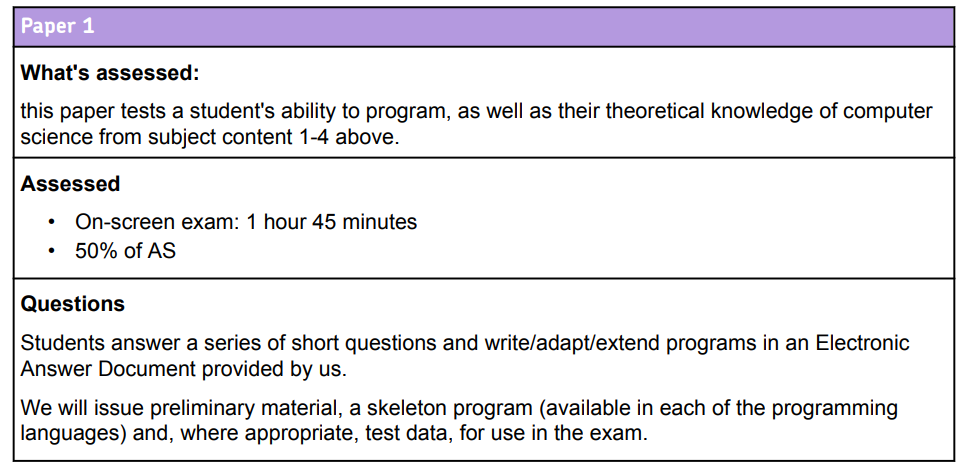 Paper 1
What's assessed:
this paper tests a student's ability to program, as well as their theoretical knowledge of computer
science from subject content 1-4 above.
Assessed
• On-screen exam: 1 hour 45 minutes
• 50% of AS
Questions
Students answer a series of short questions and write/adapt/extend programs in an Electronic
Answer Document provided by us.
We will issue preliminary material, a skeleton program (available in each of the programming
languages) and, where appropriate, test data, for use in the exam.